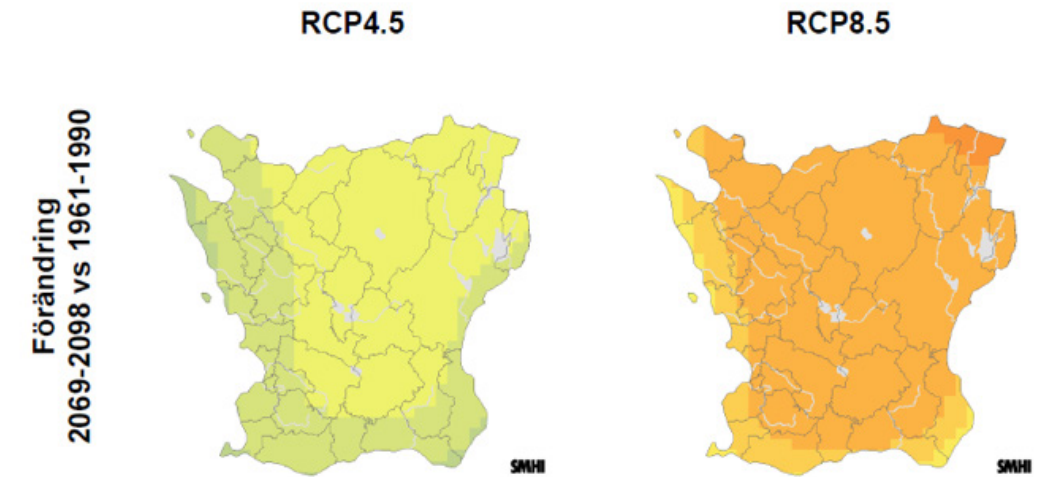 RCP4.5
RCP8.5
Förändring
2069-2098 vs 1961-1990
SMHI
SMHI